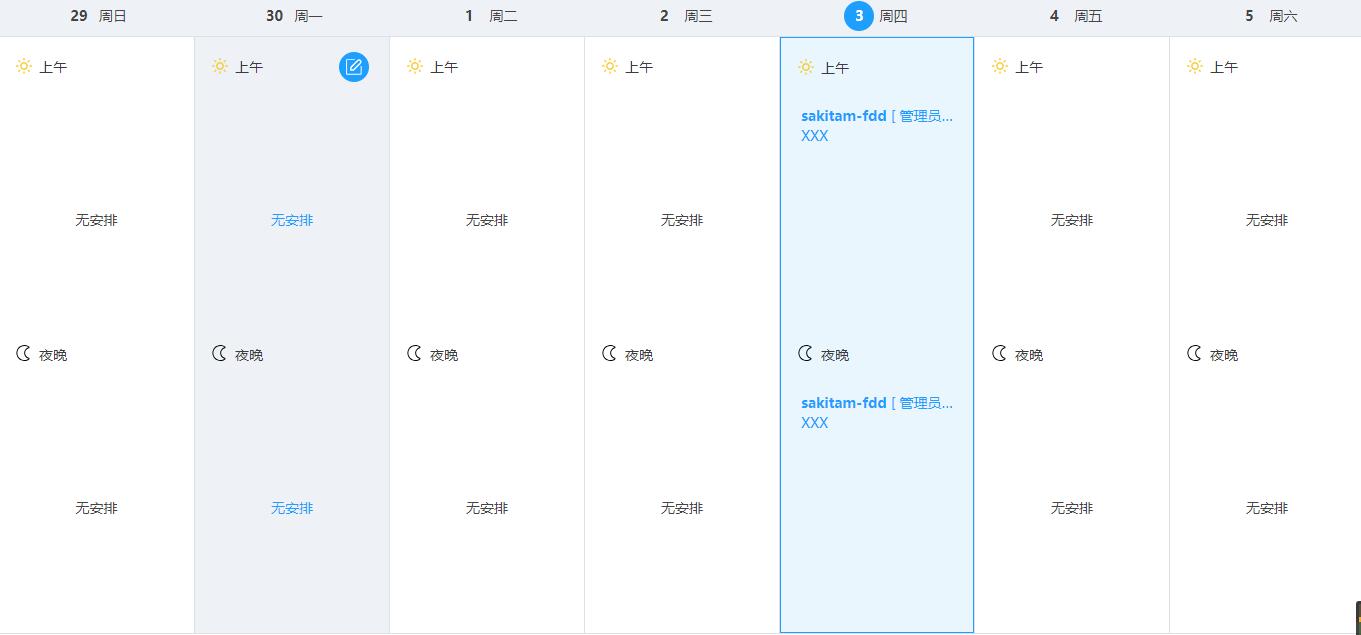 29 周日 30 周一 1 周二 2 周三 3 周四 4 周五 5 周六
上午 上午 上午 上午 上午 上午 上午
sakitam-fdd [ 管理员...
XXX
无安排 无安排 无安排 无安排 无安排 无安排
夜晚 夜晚 夜晚 夜晚 夜晚 夜晚 夜晚
sakitam-fdd [ 管理员...
XXX
无安排 无安排 无安排 无安排 无安排 无安排